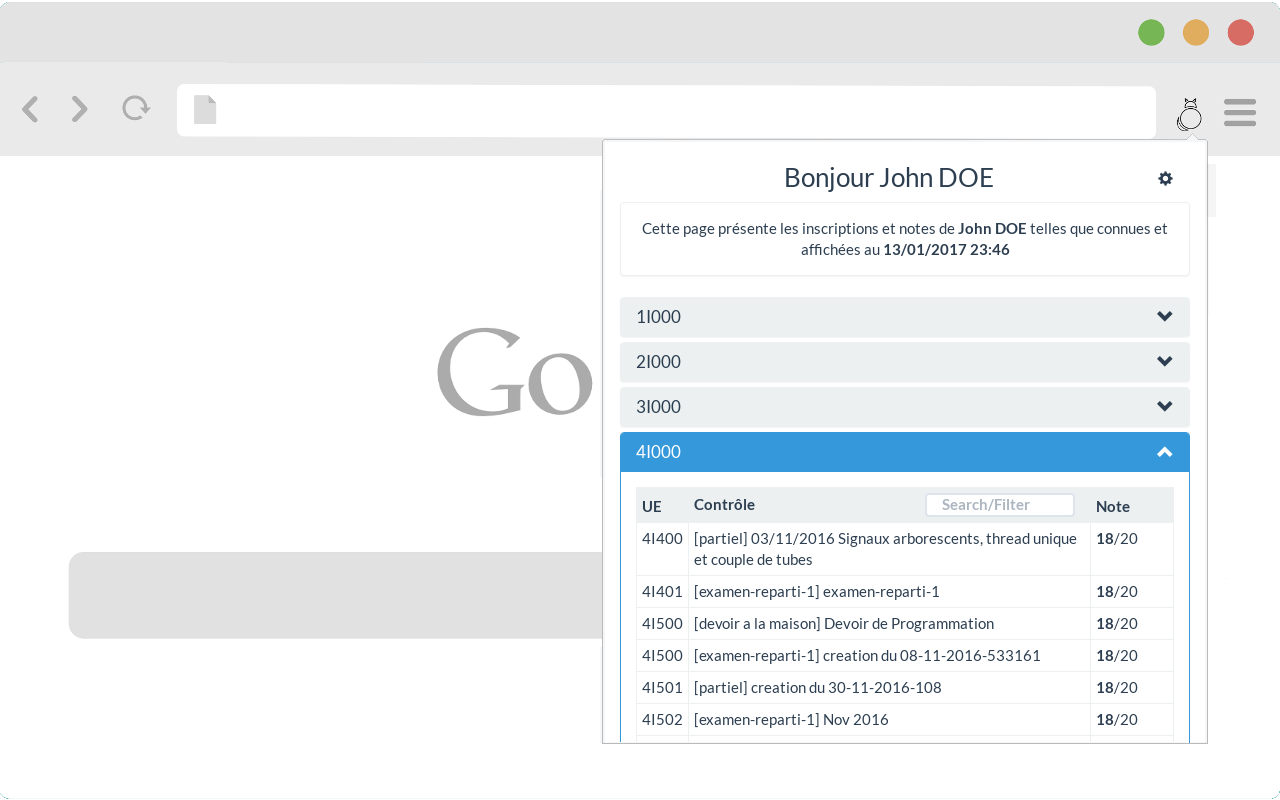 Bonjour John DOE
Cette page présente les inscriptions et notes de John DOE telles que connues et
affichées au 13/01/2017 23:46
1I000
2I000
3I000
Go
4I000
UE Contrôle Search/Filter Note
4I400 [partiel] 03/11/2016 Signaux arborescents, thread unique 18/20
et couple de tubes
4I401 [examen-reparti-1] examen-reparti-1 18/20
4I500 [devoir a la maison] Devoir de Programmation 18/20
4I500 [examen-reparti-1] creation du 08-11-2016-533161 18/20
4I501 [partiel] creation du 30-11-2016-108 18/20
4I502 [examen-reparti-1] Nov 2016 18/20